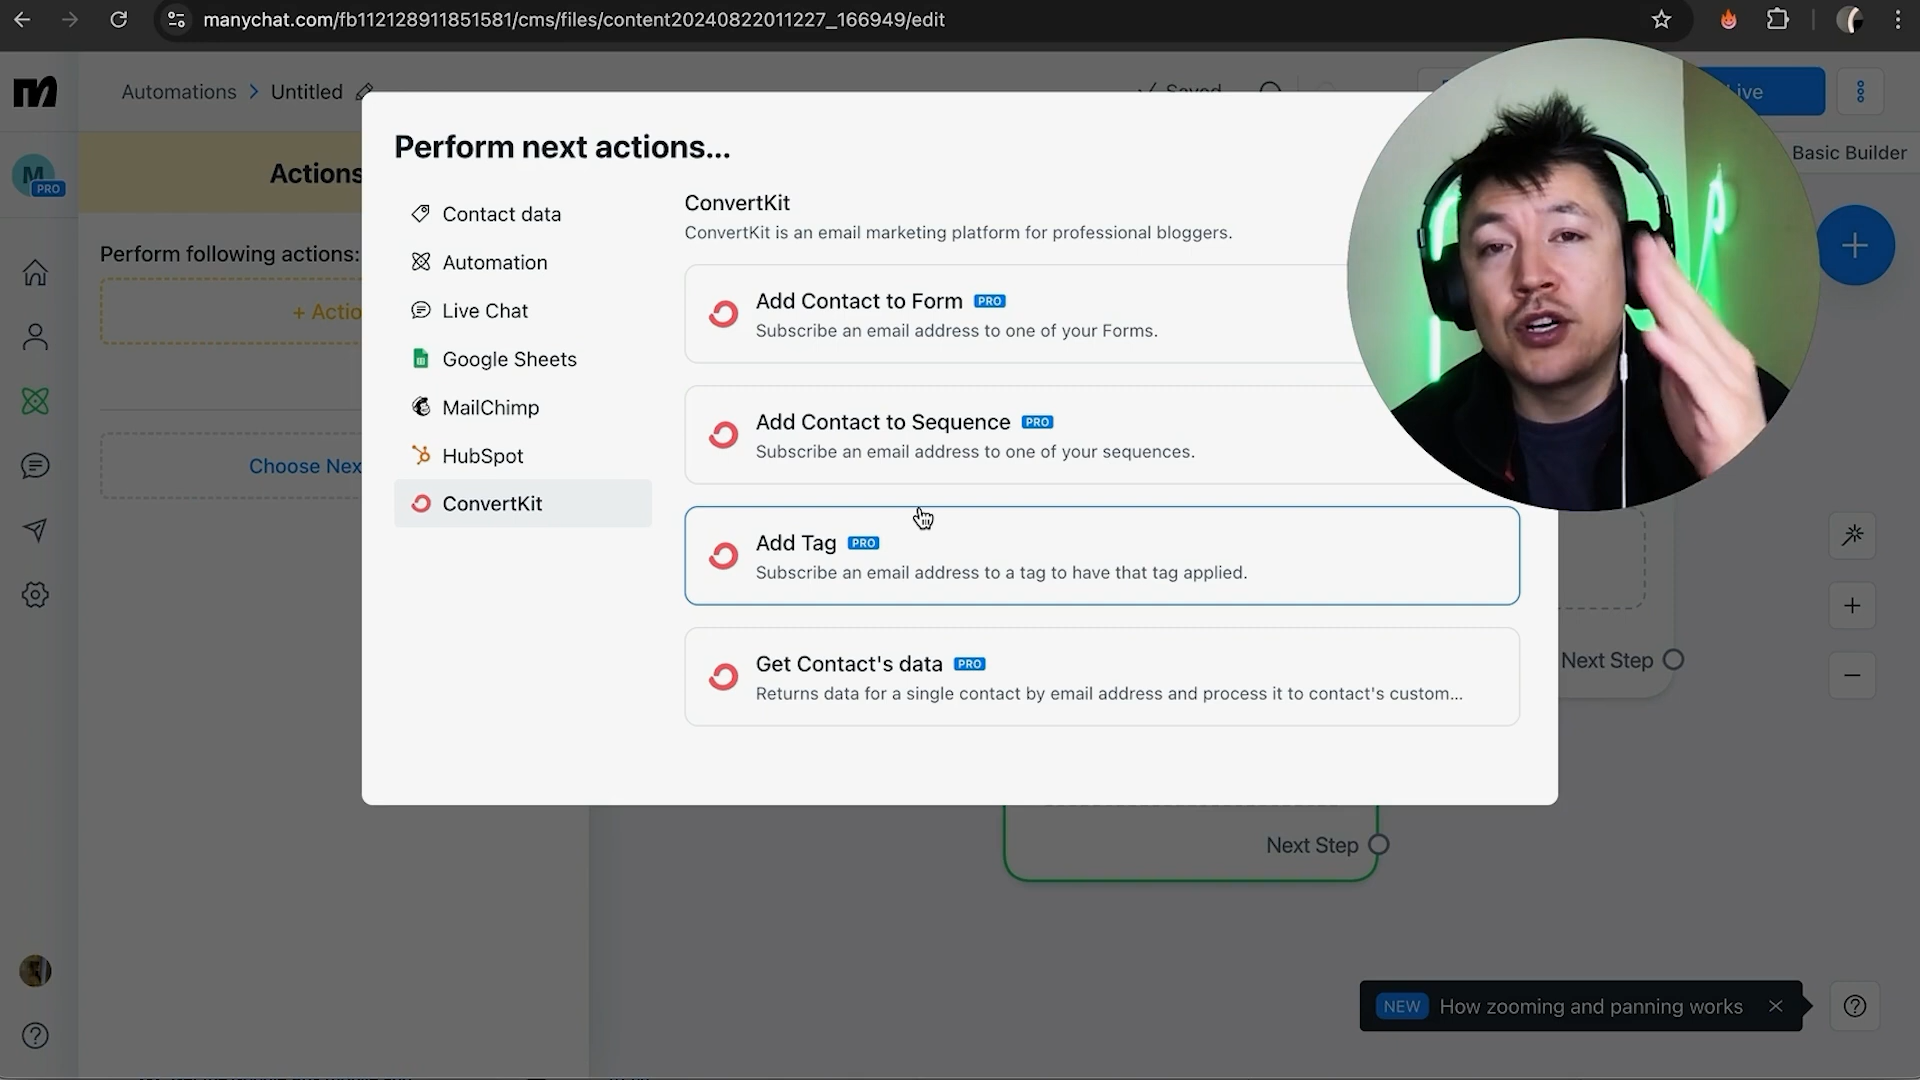 manychat.com/fb112128911851581/cms/files/content20240822011227_166949/edit
Automations > Untitled
Saved
ive
Basic Builder
M
PRO
Actions
Perform following actions:
+ Actio
Choose Nex
Perform next actions...
Contact data
Automation
Live Chat
Google Sheets
MailChimp
HubSpot
ConvertKit
ConvertKit
ConvertKit is an email marketing platform for professional bloggers.
Add Contact to Form PRO
Subscribe an email address to one of your Forms.
Add Contact to Sequence PRO
Subscribe an email address to one of your sequences.
Add Tag PRO
Subscribe an email address to a tag to have that tag applied.
Get Contact's data PRO
Returns data for a single contact by email address and process it to contact's custom...
Next Step
Next Step
NEW How zooming and panning works